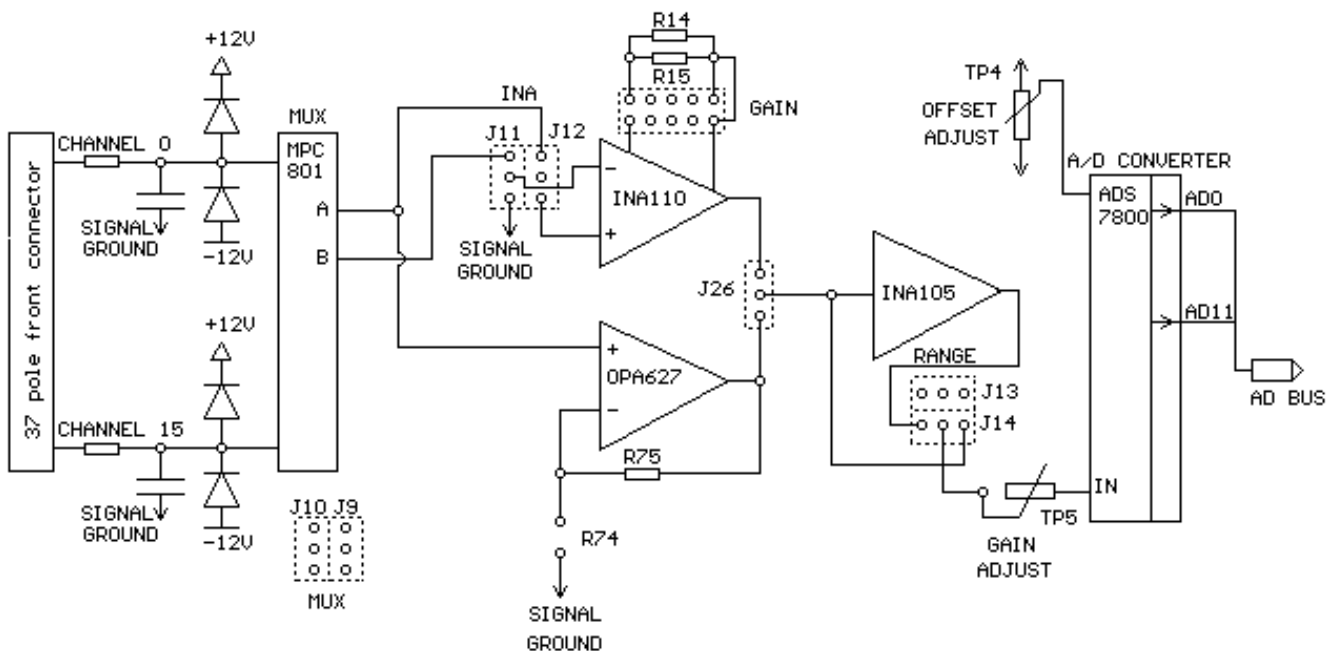 R14
R15
GAIN
INA
J11
J12
+12V
MUX
MPC
801
A
B
CHANNEL 0
SIGNAL
GROUND
-12V
37 pole front connector
+12V
CHANNEL 15
SIGNAL
GROUND
-12V
J10 J9
MUX
-
+
INA110
SIGNAL
GROUND
J26
+
-
OPA627
R75
R74
SIGNAL
GROUND
INA105
RANGE
J13
J14
TP4
OFFSET
ADJUST
A/D CONVERTER
ADS
7800
AD0
AD11
AD BUS
IN
TP5
GAIN
ADJUST